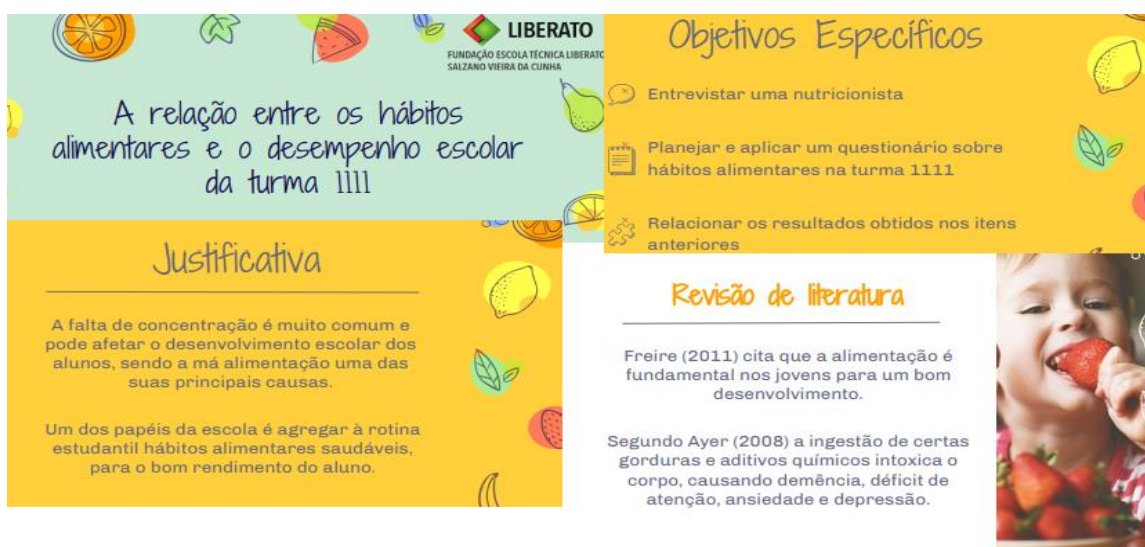 LIBERATO
FUNDAÇÃO ESCOLA TÉCNICA LIBERATO
SALZANO VIEIRA DA CUNHA
A relação entre os hábitos
alimentares e o desempenho escolar
da turma 1111
Objetivos Específicos
Entrevistar uma nutricionista
Planejar e aplicar um questionário sobre
hábitos alimentares na turma 1111
Relacionar os resultados obtidos nos itens
anteriores
Justificativa
A falta de concentração é muito comum e
pode afetar o desenvolvimento escolar dos
alunos, sendo a má alimentação uma das
suas principais causas.
Um dos papéis da escola é agregar à rotina
estudantil hábitos alimentares saudáveis,
para o bom rendimento do aluno.
Revisão de literatura
Freire (2011) cita que a alimentação é
fundamental nos jovens para um bom
desenvolvimento.
Segundo Ayer (2008) a ingestão de certas
gorduras e aditivos químicos intoxica o
corpo, causando demência, déficit de
atenção, ansiedade e depressão.